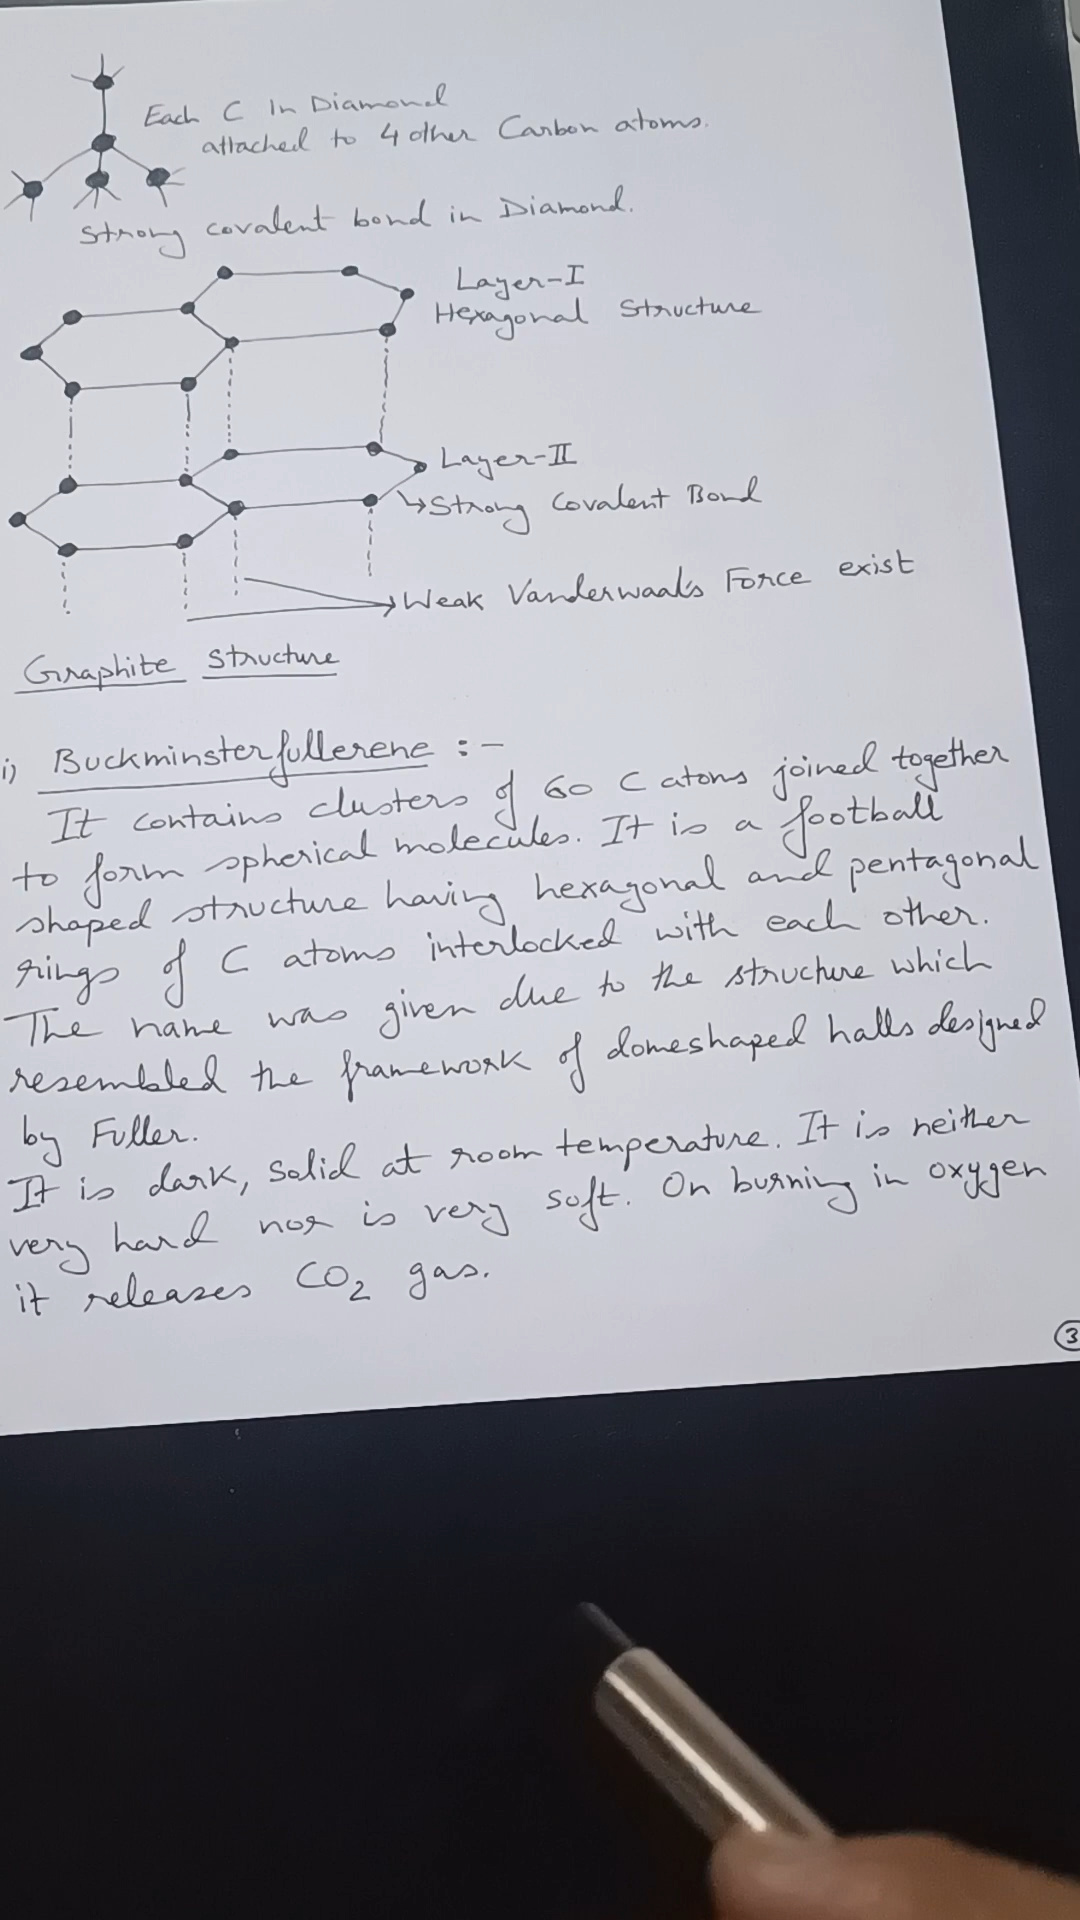 Each C In Diamond
attached to 4 other Carbon atoms.
Strong covalent bond in Diamond.
Layer-I
Hexagonal Structure
Layer-II
↳Strong Covalent Bond
Weak Vanderwaal's Force exist
Graphite Structure
i) Buckminsterfullerene :-
It contains clusters of 60 C atoms joined together
to form spherical molecules. It is a football
shaped structure having hexagonal and pentagonal
rings of C atoms interlocked with each other.
The name was given due to the structure which
resembled the framework of domeshaped halls designed
by Fuller.
It is dark, solid at room temperature. It is neither
very hard nor is very soft. On burning in oxygen
it releases CO₂ gas.
3